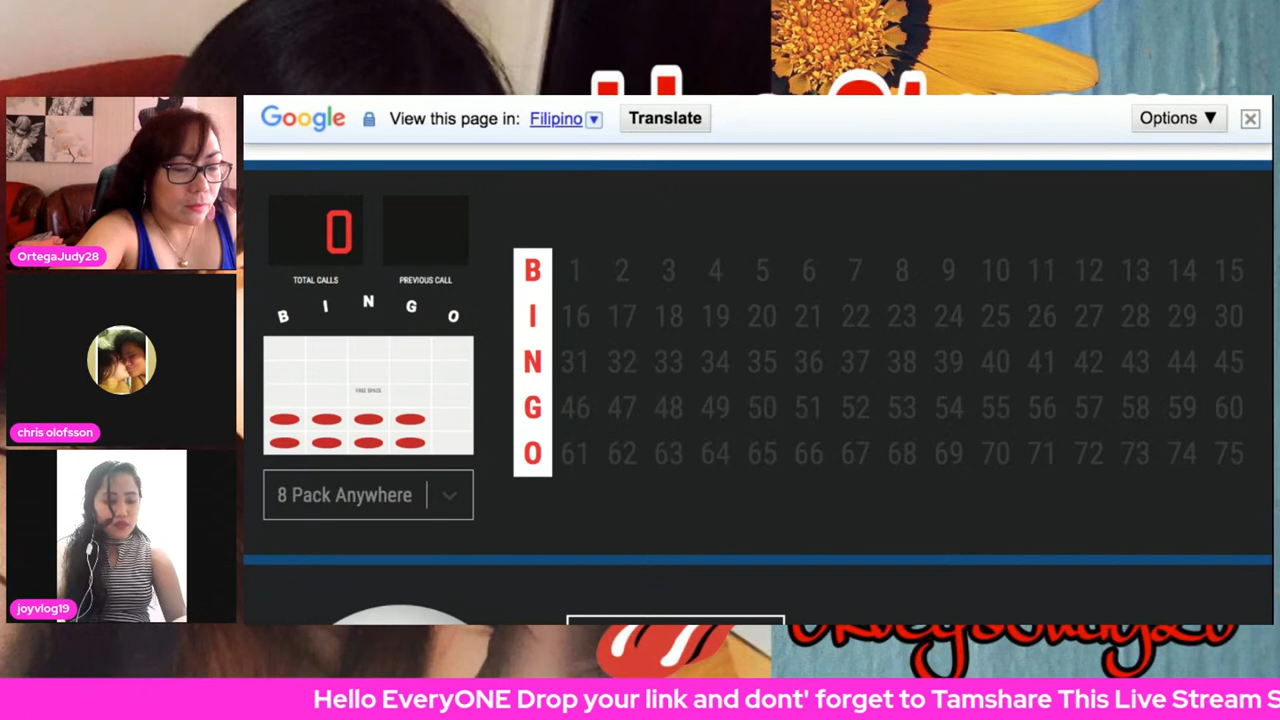 Google View this page in: Filipino Translate Options
0
TOTAL CALLS PREVIOUS CALL
B I N G O
FREE SPACE
8 Pack Anywhere
B 1 2 3 4 5 6 7 8 9 10 11 12 13 14 15
I 16 17 18 19 20 21 22 23 24 25 26 27 28 29 30
N 31 32 33 34 35 36 37 38 39 40 41 42 43 44 45
G 46 47 48 49 50 51 52 53 54 55 56 57 58 59 60
O 61 62 63 64 65 66 67 68 69 70 71 72 73 74 75
OrtegaJudy28
chris olofsson
joyvlog19
Hello EveryONE Drop your link and dont' forget to Tamshare This Live Stream S